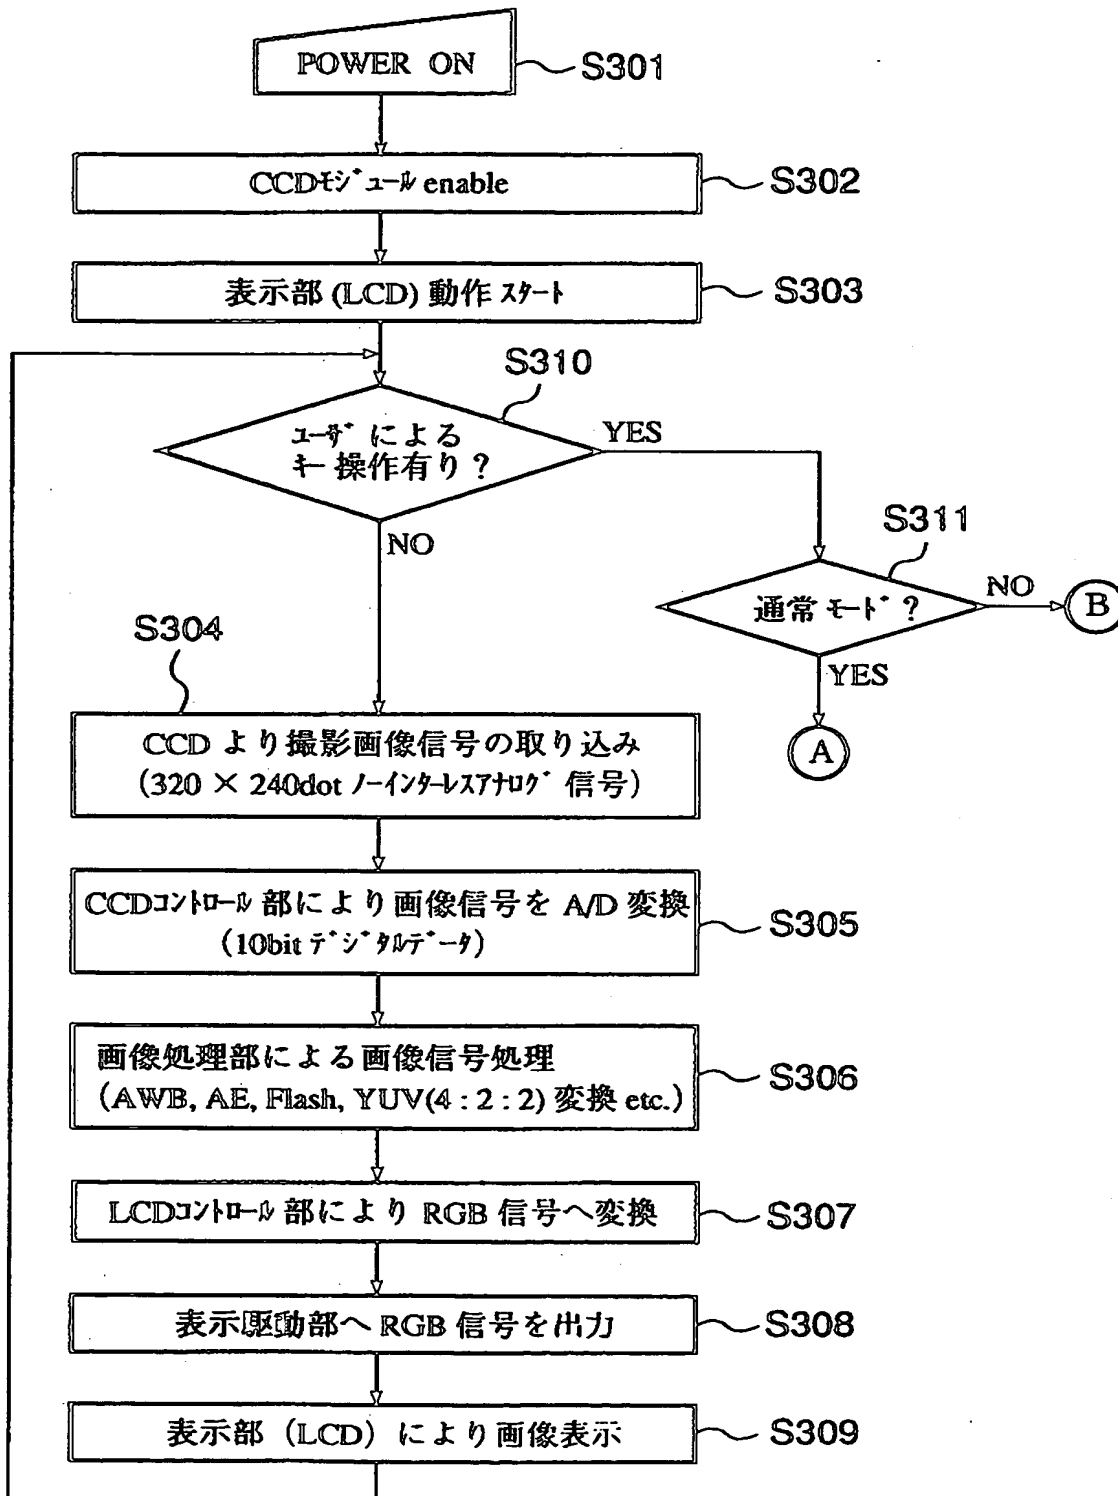 POWER ON
S301
CCDモジュール enable
S302
表示部 (LCD) 動作 スタート
S303
S310
ユーザによる
キー操作有り?
YES
NO
S311
通常 モード?
NO
B
YES
A
S304
CCD より撮影画像信号の取り込み
(320 × 240dot ノーインターレスアナログ 信号)
CCDコントロール 部により画像信号を A/D 変換
(10bit デジタルデータ)
S305
画像処理部による画像信号処理
(AWB, AE, Flash, YUV(4 : 2 : 2) 変換 etc.)
S306
LCDコントロール 部により RGB 信号へ変換
S307
表示駆動部へ RGB 信号を出力
S308
表示部 (LCD) により画像表示
S309